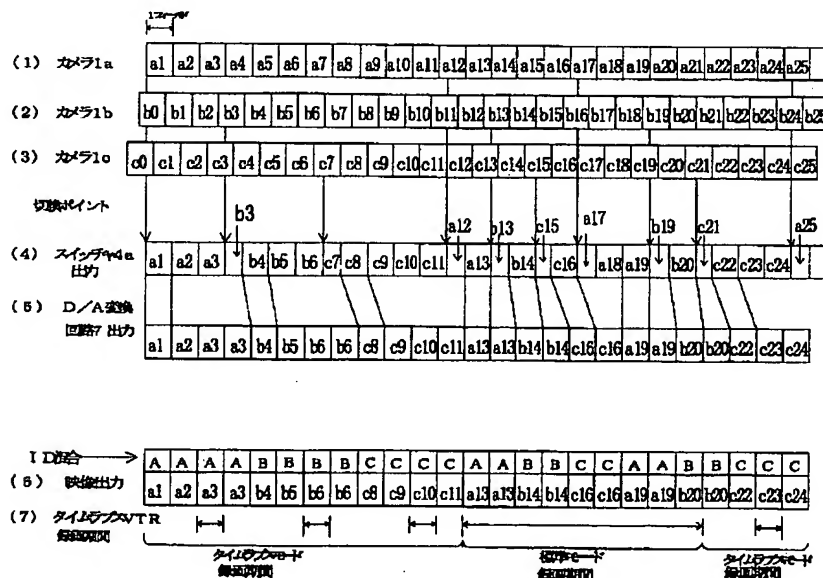 1フィールド
(1) カメラ1a a1 a2 a3 a4 a5 a6 a7 a8 a9 a10 a11 a12 a13 a14 a15 a16 a17 a18 a19 a20 a21 a22 a23 a24 a25
(2) カメラ1b b0 b1 b2 b3 b4 b5 b6 b7 b8 b9 b10 b11 b12 b13 b14 b15 b16 b17 b18 b19 b20 b21 b22 b23 b24 b25
(3) カメラ1c c0 c1 c2 c3 c4 c5 c6 c7 c8 c9 c10 c11 c12 c13 c14 c15 c16 c17 c18 c19 c20 c21 c22 c23 c24 c25
切換ポイント b3 a12 b13 c15 a17 b19 c21 a25
(4) スイッチャ4a a1 a2 a3 b4 b5 b6 c7 c8 c9 c10 c11 a13 b14 c16 a18 a19 b20 c22 c23 c24
出力
(5) D/A変換
回路7出力 a1 a2 a3 a3 b4 b5 b6 b6 c8 c9 c10 c11 a13 a13 b14 b14 c16 c16 a19 a19 b20 b20 c22 c23 c24
ID混合 A A A A B B B B C C C C A A B B C C A A B B C C C
(6) 映像出力 a1 a2 a3 a3 b4 b5 b6 b6 c8 c9 c10 c11 a13 a13 b14 b14 c16 c16 a19 a19 b20 b20 c22 c23 c24
(7) タイムラプスVTR
録画期間
タイムラプスモード 標準モード タイムラプスモード
録画期間 録画期間 録画期間